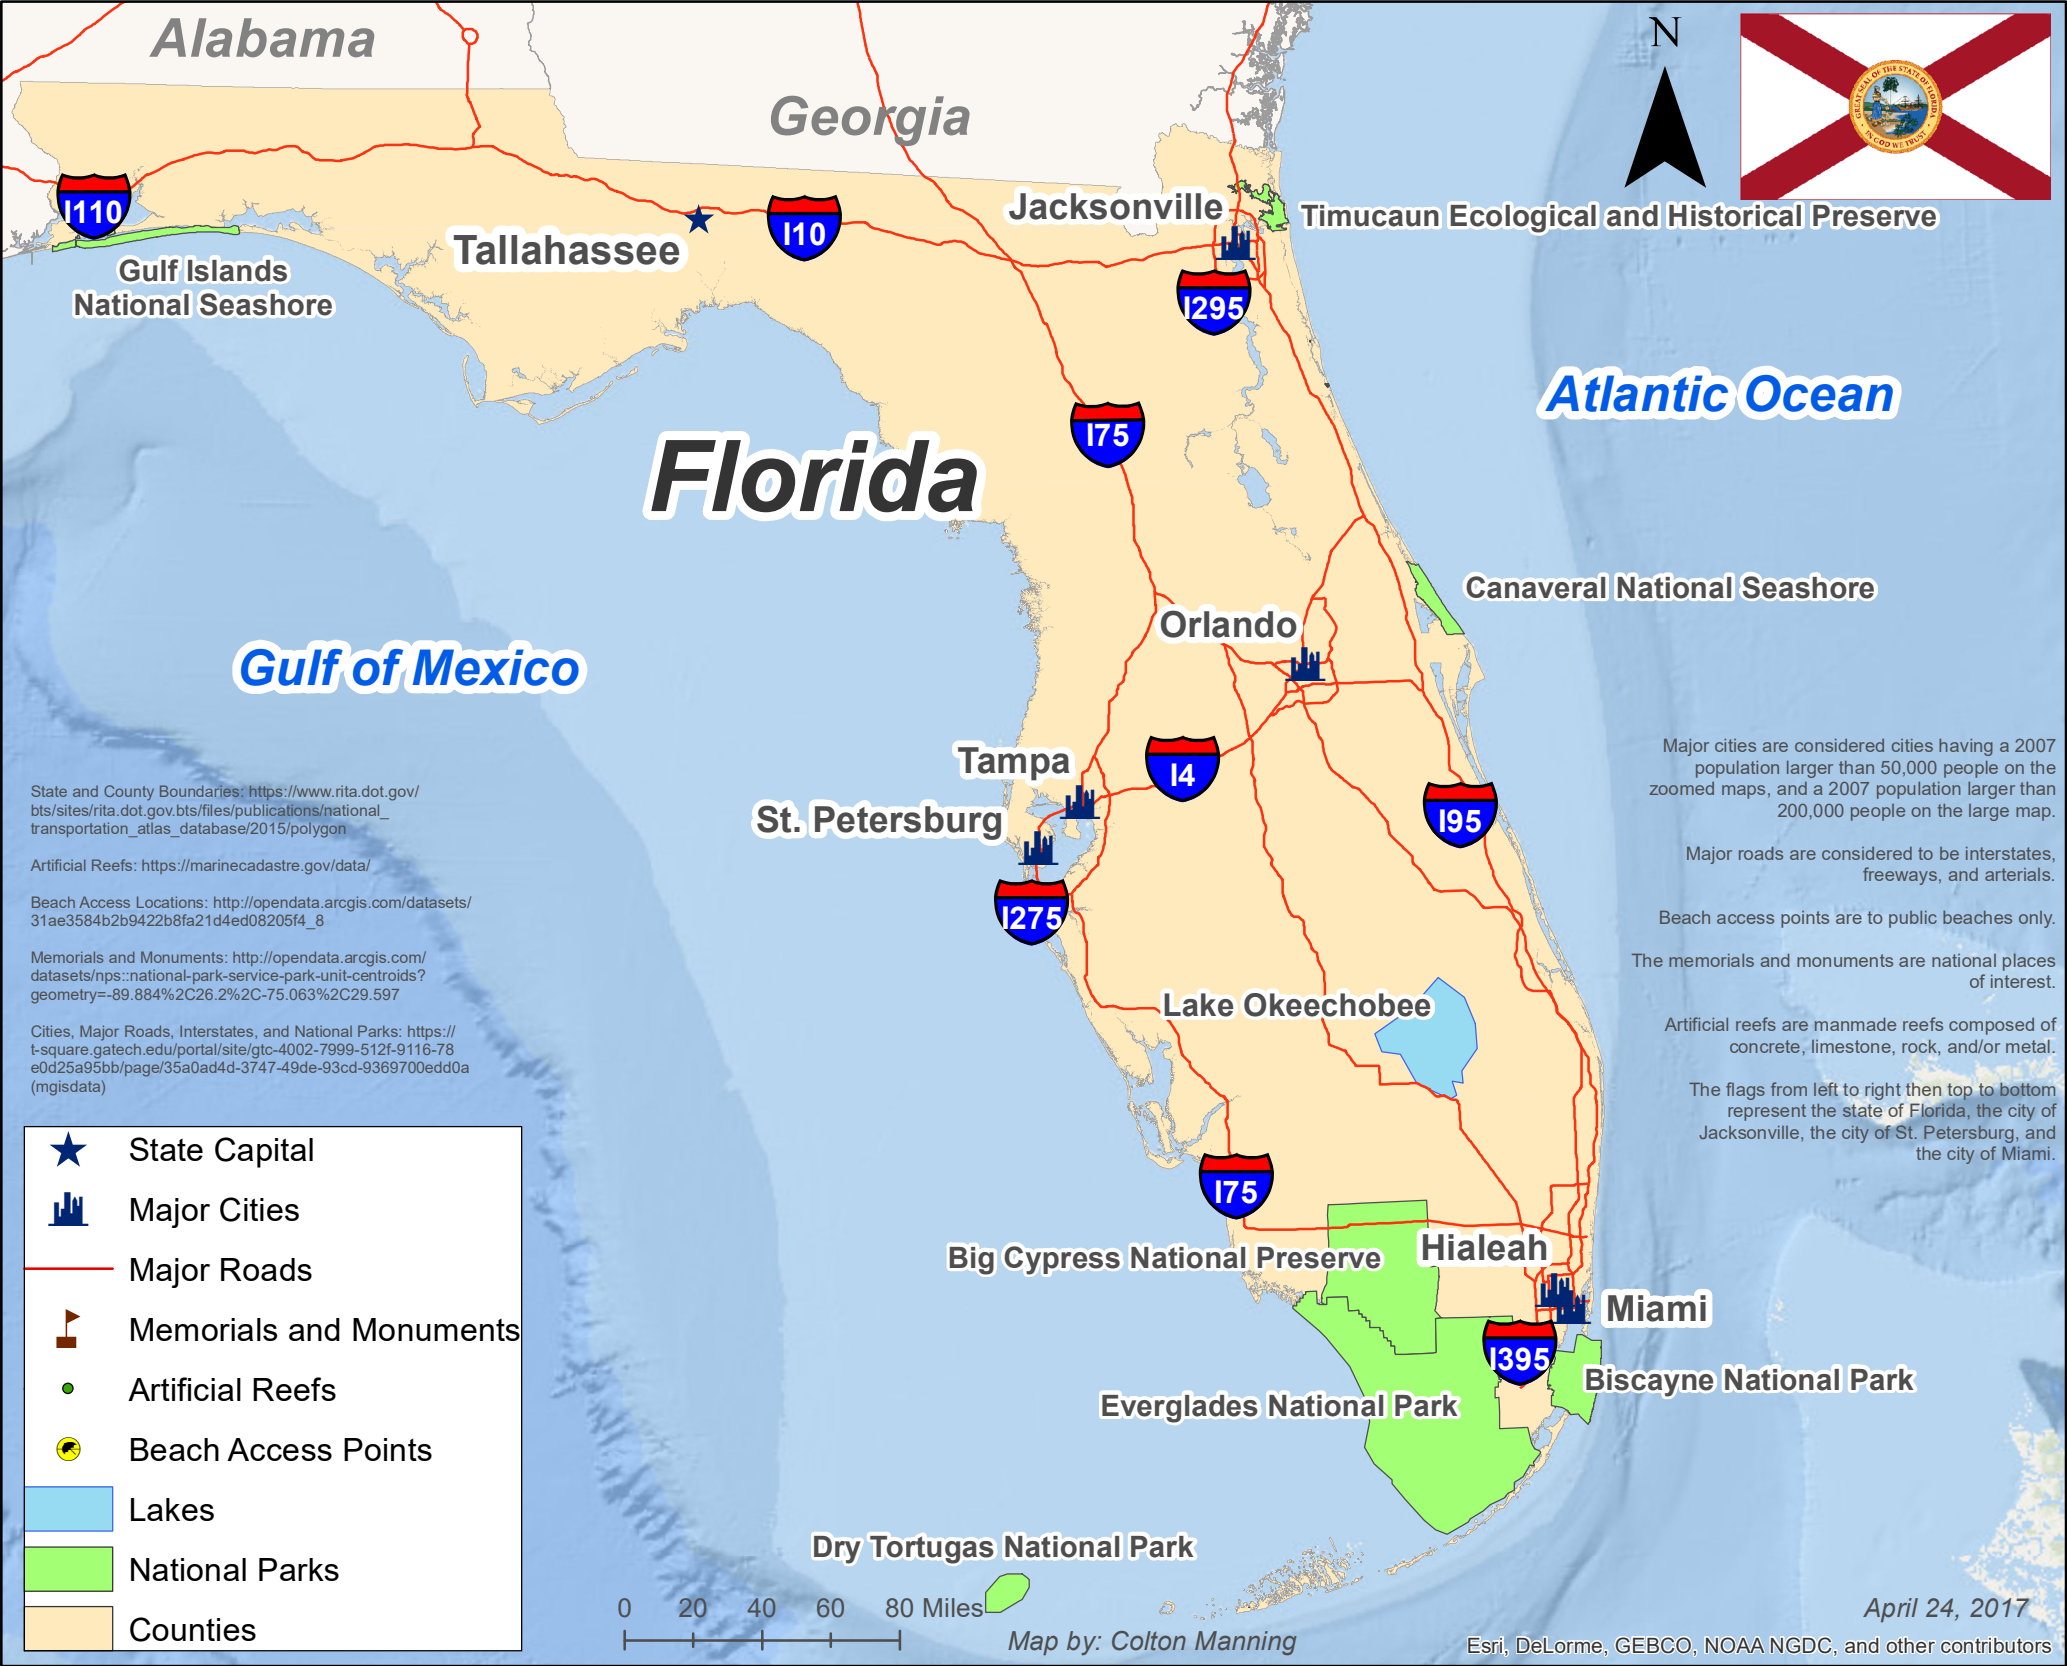 Alabama
Georgia
N
GREAT SEAL OF THE STATE OF FLORIDA
IN GOD WE TRUST
I110
Gulf Islands
National Seashore
Tallahassee
I10
Jacksonville
Timucaun Ecological and Historical Preserve
I295
Atlantic Ocean
I75
Florida
Canaveral National Seashore
Orlando
Gulf of Mexico
Tampa
I4
St. Petersburg
I95
I275
State and County Boundaries: https://www.rita.dot.gov/
bts/sites/rita.dot.gov.bts/files/publications/national_
transportation_atlas_database/2015/polygon
Artificial Reefs: https://marinecadastre.gov/data/
Beach Access Locations: http://opendata.arcgis.com/datasets/
31ae3584b2b9422b8fa21d4ed08205f4_8
Memorials and Monuments: http://opendata.arcgis.com/
datasets/nps::national-park-service-park-unit-centroids?
geometry=-89.884%2C26.2%2C-75.063%2C29.597
Cities, Major Roads, Interstates, and National Parks: https://
t-square.gatech.edu/portal/site/gtc-4002-7999-512f-9116-78
e0d25a95bb/page/35a0ad4d-3747-49de-93cd-9369700edd0a
(mgisdata)
Major cities are considered cities having a 2007
population larger than 50,000 people on the
zoomed maps, and a 2007 population larger than
200,000 people on the large map.
Major roads are considered to be interstates,
freeways, and arterials.
Beach access points are to public beaches only.
The memorials and monuments are national places
of interest.
Artificial reefs are manmade reefs composed of
concrete, limestone, rock, and/or metal.
The flags from left to right then top to bottom
represent the state of Florida, the city of
Jacksonville, the city of St. Petersburg, and
the city of Miami.
Lake Okeechobee
I75
Big Cypress National Preserve
Hialeah
Miami
I395
Biscayne National Park
Everglades National Park
Dry Tortugas National Park
State Capital
Major Cities
Major Roads
Memorials and Monuments
Artificial Reefs
Beach Access Points
Lakes
National Parks
Counties
0 20 40 60 80 Miles
Map by: Colton Manning
April 24, 2017
Esri, DeLorme, GEBCO, NOAA NGDC, and other contributors